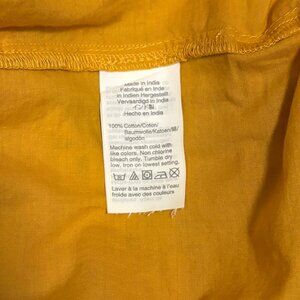 Made in India
Fabriqué en Inde
In Indien Hergestellt
Vervaardigd in India
インド製
Hecho en India
100% Cotton/Coton/
Baumwolle/Katoen/綿/
algodón
Machine wash cold with
like colors. Non chlorine
bleach only. Tumble dry
low. Iron on lowest setting.
Laver à la machine à l'eau
froide avec des couleurs